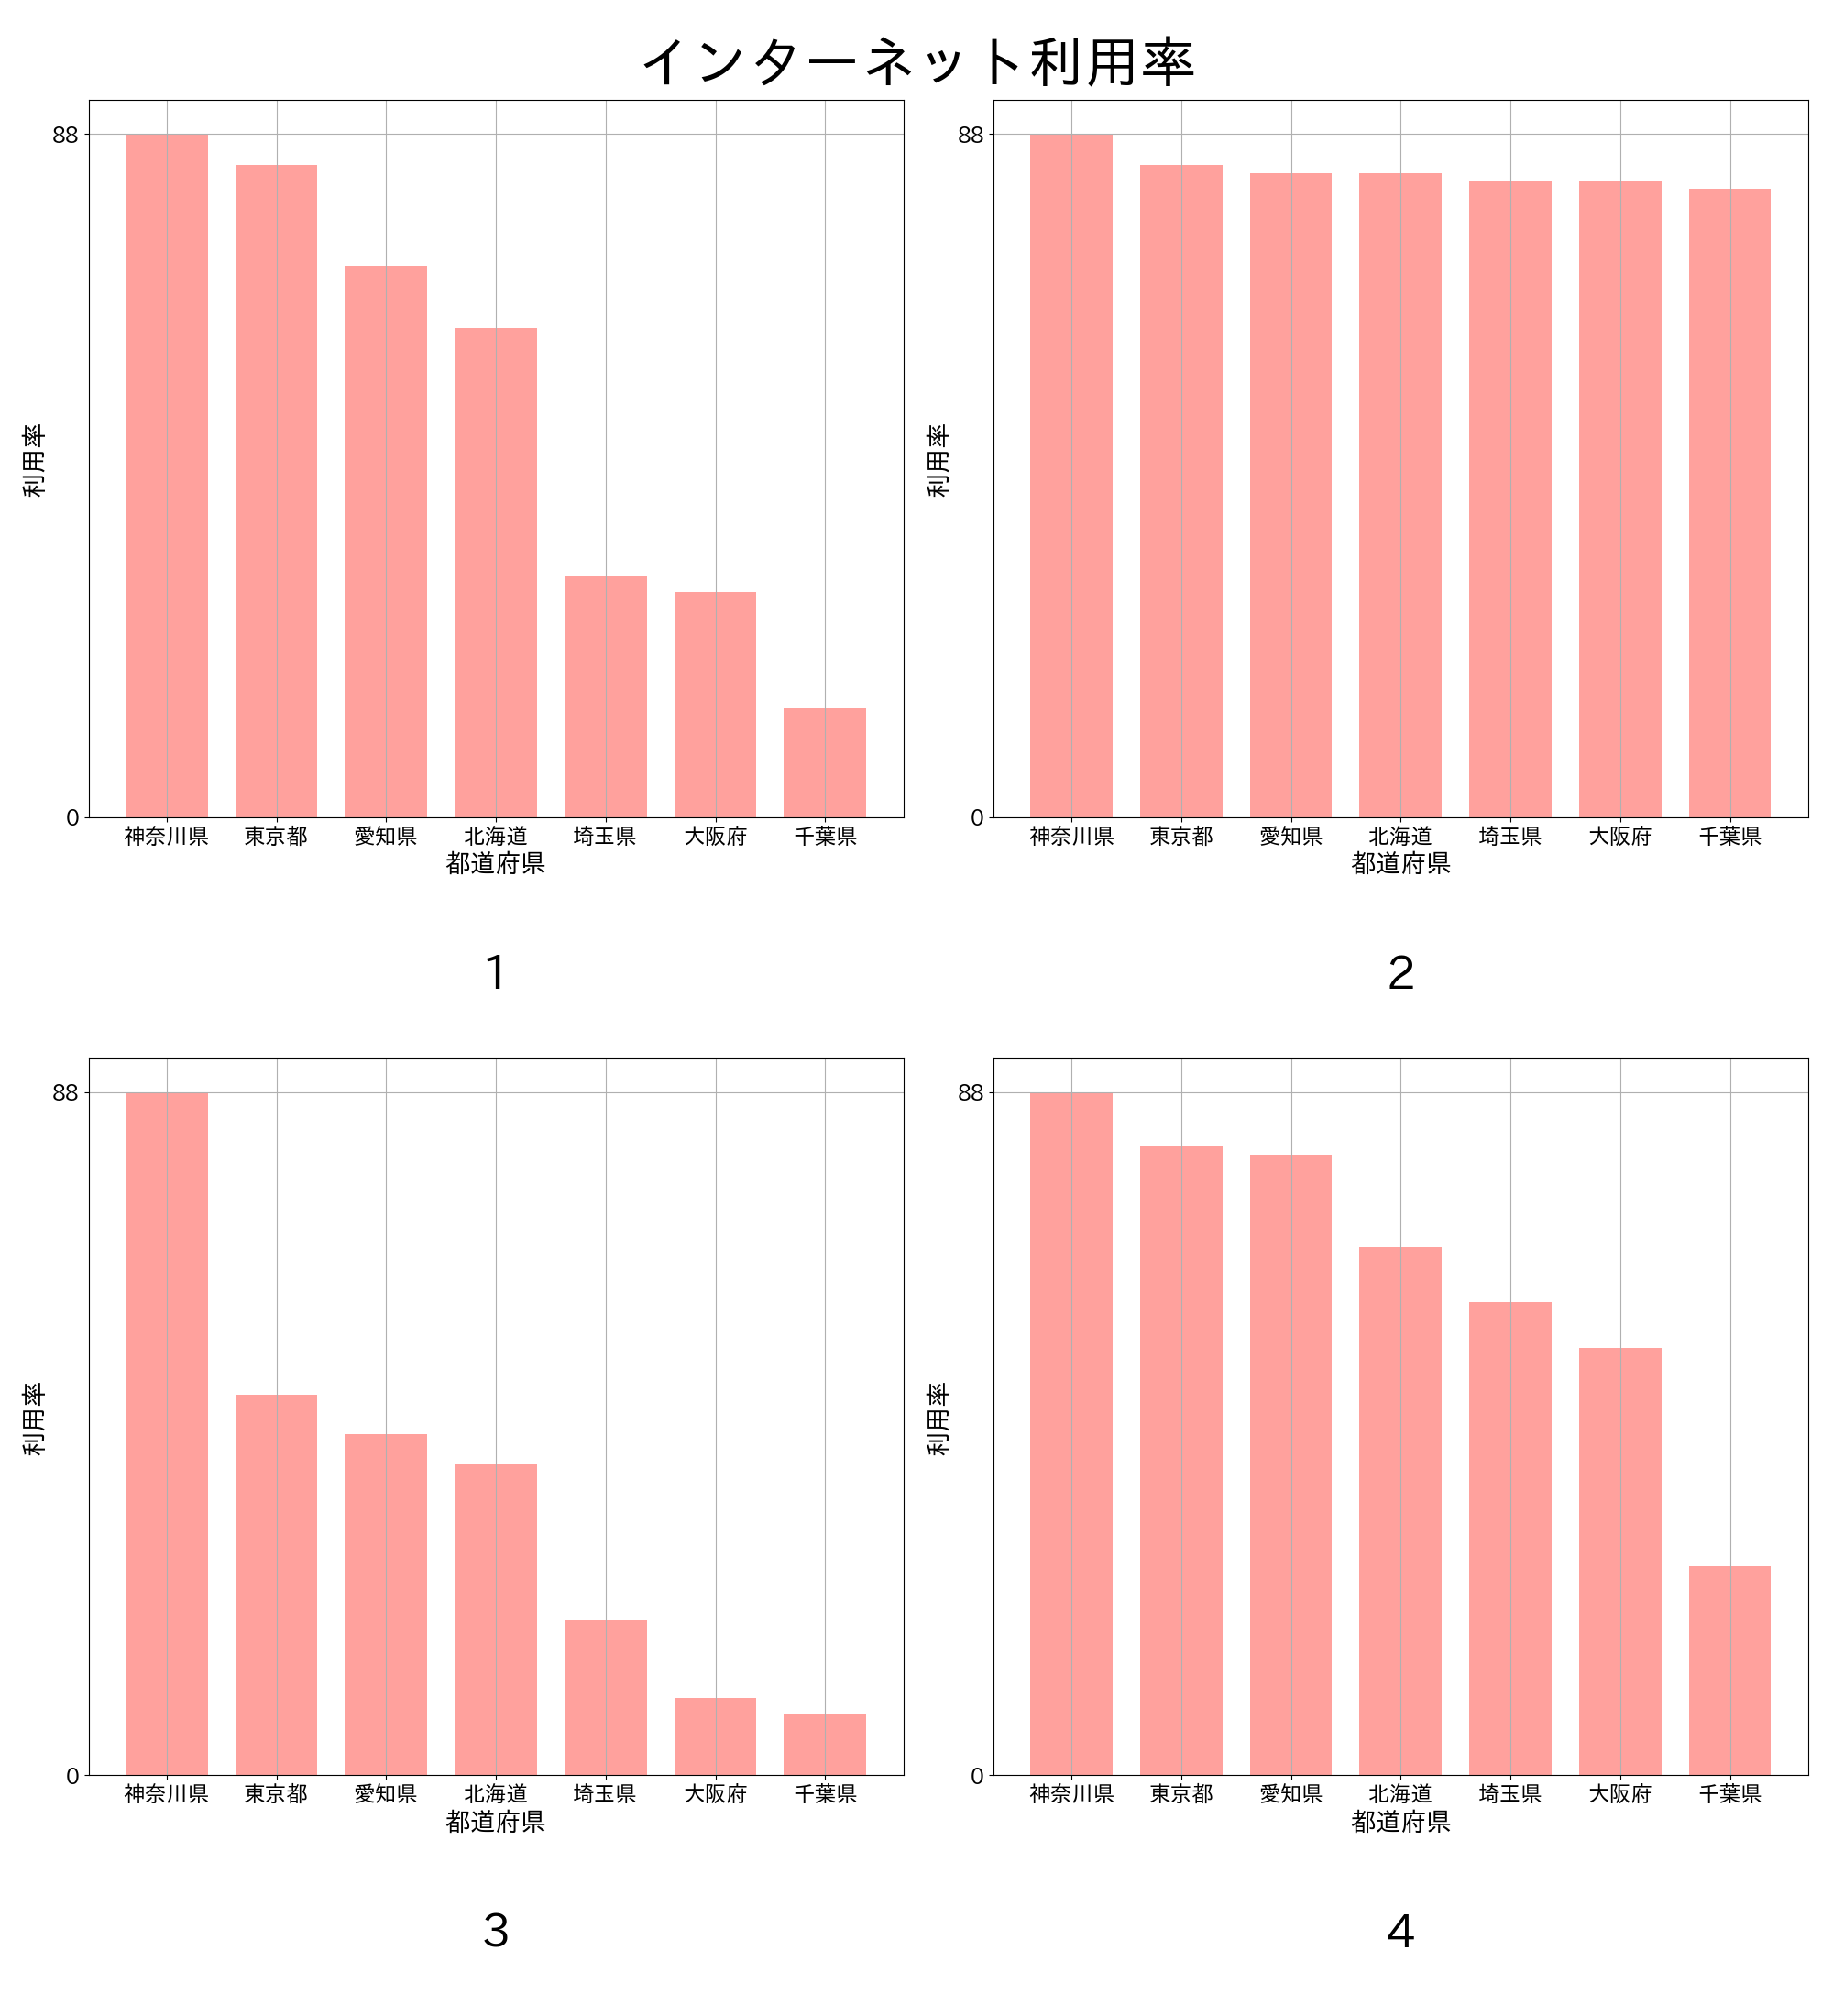 インターネット利用率
88
0
利用率
神奈川県 東京都 愛知県 北海道 埼玉県 大阪府 千葉県
都道府県
1
88
0
利用率
神奈川県 東京都 愛知県 北海道 埼玉県 大阪府 千葉県
都道府県
2
88
0
利用率
神奈川県 東京都 愛知県 北海道 埼玉県 大阪府 千葉県
都道府県
3
88
0
利用率
神奈川県 東京都 愛知県 北海道 埼玉県 大阪府 千葉県
都道府県
4